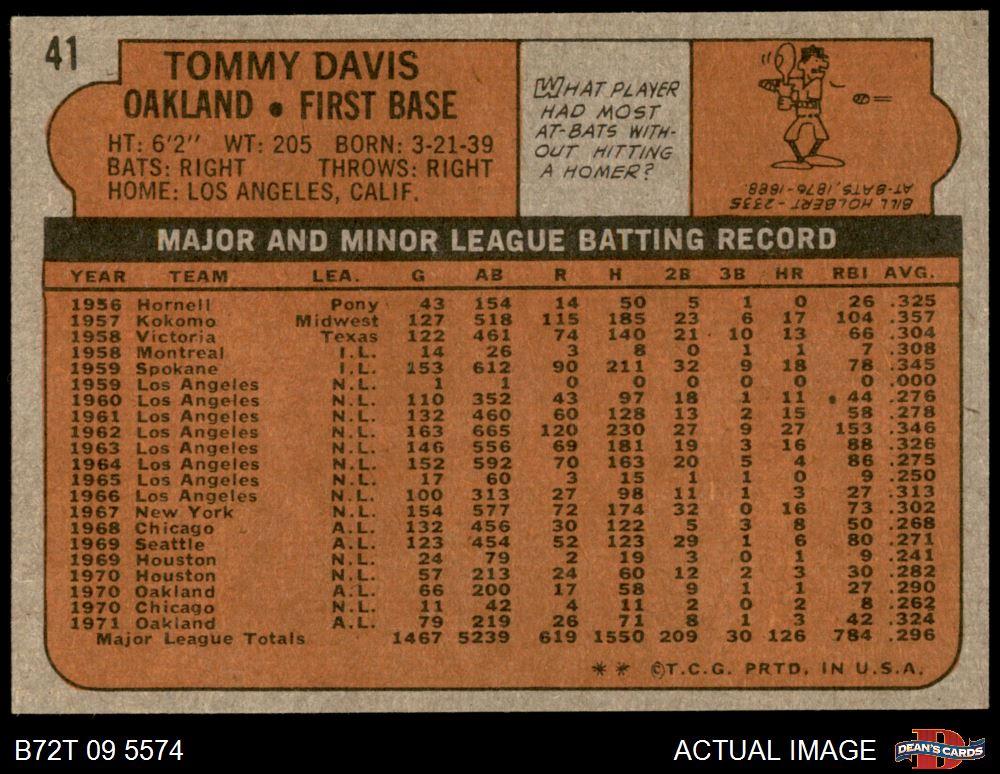 41
TOMMY DAVIS
OAKLAND • FIRST BASE
HT: 6'2" WT: 205 BORN: 3-21-39
BATS: RIGHT THROWS: RIGHT
HOME: LOS ANGELES, CALIF.
WHAT PLAYER
HAD MOST
AT-BATS WITH-
OUT HITTING
A HOMER?
BILL HOLBERT - 2335
AT-BATS, 1876-1888.
MAJOR AND MINOR LEAGUE BATTING RECORD
YEAR TEAM LEA. G AB R H 2B 3B HR RBI AVG.
1956 Hornell Pony 43 154 14 50 5 1 0 26 .325
1957 Kokomo Midwest 127 518 115 185 23 6 17 104 .357
1958 Victoria Texas 122 461 74 140 21 10 13 66 .304
1958 Montreal I.L. 14 26 3 8 0 1 1 7 .308
1959 Spokane I.L. 153 612 90 211 32 9 18 78 .345
1959 Los Angeles N.L. 1 1 0 0 0 0 0 0 .000
1960 Los Angeles N.L. 110 352 43 97 18 1 11 44 .276
1961 Los Angeles N.L. 132 460 60 128 13 2 15 58 .278
1962 Los Angeles N.L. 163 665 120 230 27 9 27 153 .346
1963 Los Angeles N.L. 146 556 69 181 19 3 16 88 .326
1964 Los Angeles N.L. 152 592 70 163 20 5 4 86 .275
1965 Los Angeles N.L. 17 60 3 15 1 1 0 9 .250
1966 Los Angeles N.L. 100 313 27 98 11 1 3 27 .313
1967 New York N.L. 154 577 72 174 32 0 16 73 .302
1968 Chicago A.L. 132 456 30 122 5 3 8 50 .268
1969 Seattle A.L. 123 454 52 123 29 1 6 80 .271
1969 Houston N.L. 24 79 2 19 3 0 1 9 .241
1970 Houston N.L. 57 213 24 60 12 2 3 30 .282
1970 Oakland A.L. 66 200 17 58 9 1 1 27 .290
1970 Chicago N.L. 11 42 4 11 2 0 2 8 .262
1971 Oakland A.L. 79 219 26 71 8 1 3 42 .324
Major League Totals 1467 5239 619 1550 209 30 126 784 .296
** ©T.C.G. PRTD. IN U.S.A.
B72T 09 5574
ACTUAL IMAGE
D
DEAN'S CARDS